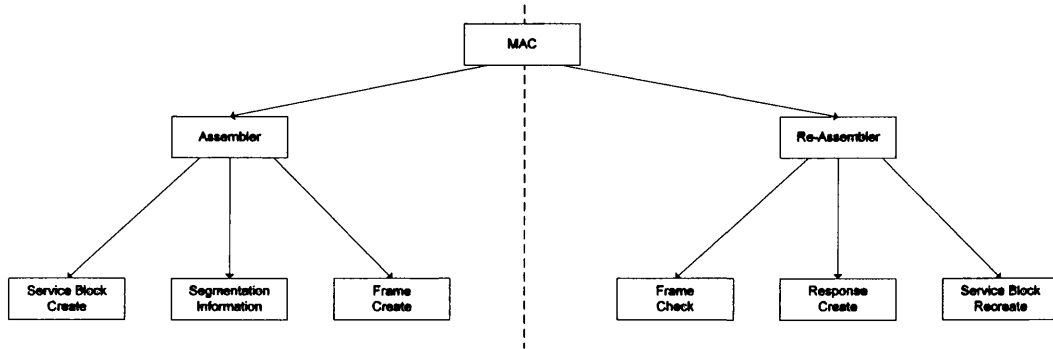 MAC
Assembler
Re-Assembler
Service Block
Create
Segmentation
Information
Frame
Create
Frame
Check
Response
Create
Service Block
Recreate